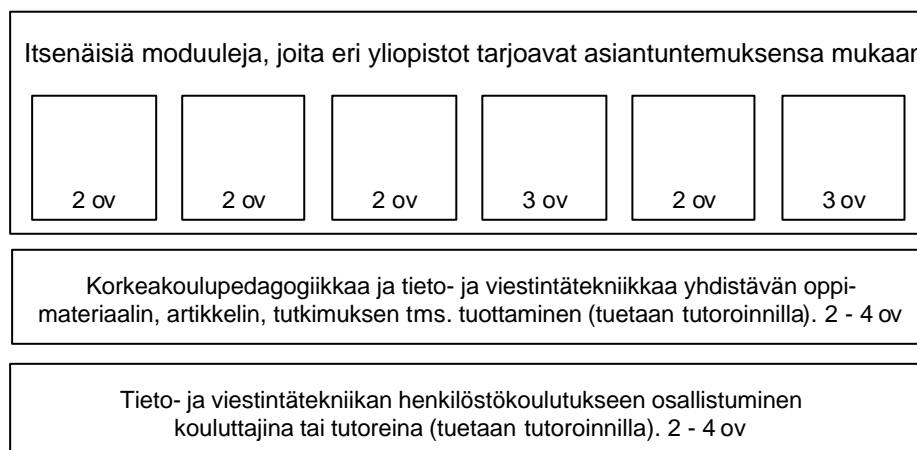 Itsenäisiä moduuleja, joita eri yliopistot tarjoavat asiantuntemuksensa mukaan
2 ov 2 ov 2 ov 3 ov 2 ov 3 ov
Korkeakoulupedagogiikkaa ja tieto- ja viestintätekniikkaa yhdistävän oppi-
materiaalin, artikkelin, tutkimuksen tms. tuottaminen (tuetaan tutoroinnilla). 2 - 4 ov
Tieto- ja viestintätekniikan henkilöstökoulutukseen osallistuminen
kouluttajina tai tutoreina (tuetaan tutoroinnilla). 2 - 4 ov